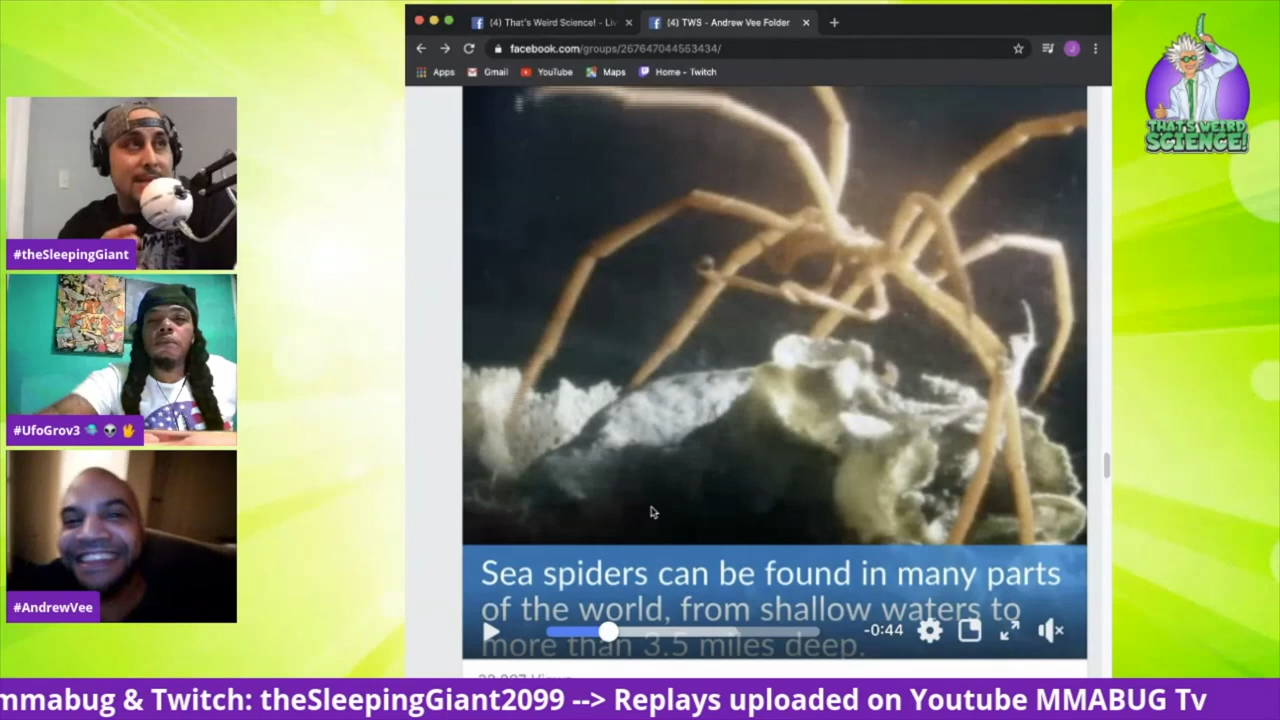 (4) That's Weird Science! - Li
(4) TWS - Andrew Vee Folder
facebook.com/groups/267647044553434/
J
Apps
Gmail
YouTube
Maps
Home - Twitch
THAT'S WEIRD
SCIENCE!
#theSleepingGiant
#UfoGrov3 🛸 👽 🖖
#AndrewVee
Sea spiders can be found in many parts
of the world, from shallow waters to
more than 3.5 miles deep.
-0:44
mmabug & Twitch: theSleepingGiant2099 --> Replays uploaded on Youtube MMABUG Tv